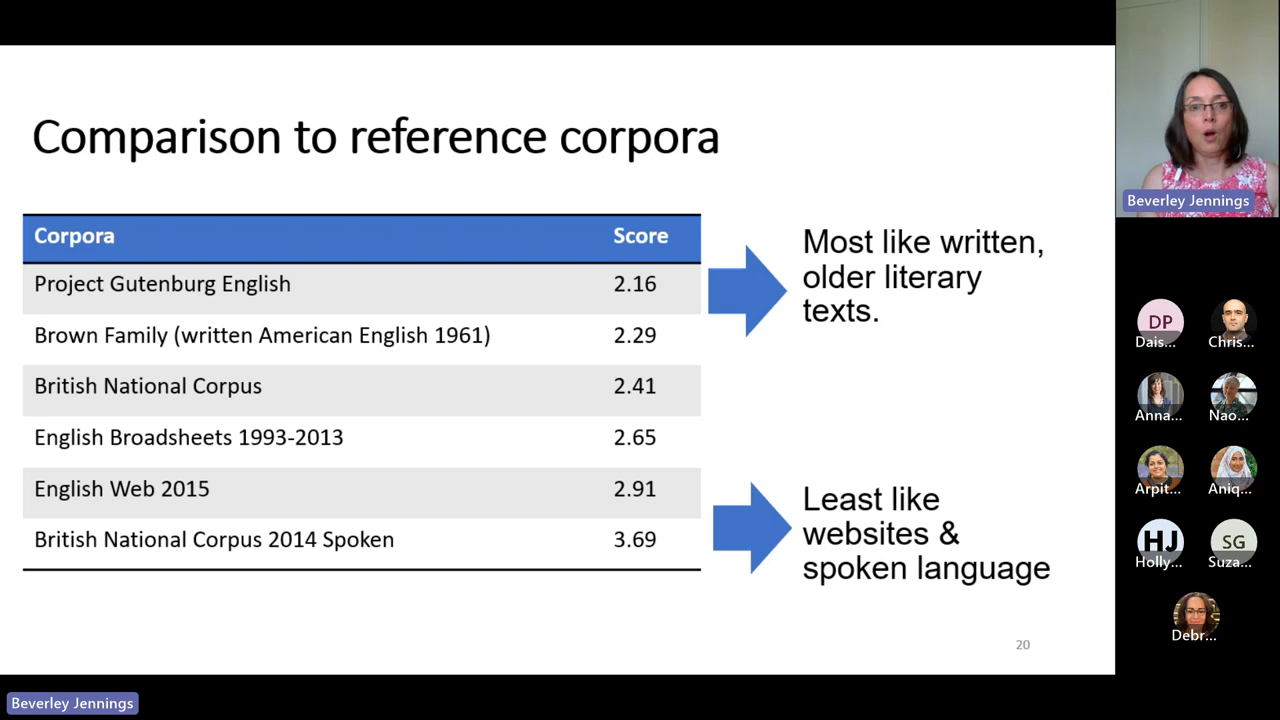 Comparison to reference corpora
Corpora Score
Project Gutenburg English 2.16
Brown Family (written American English 1961) 2.29
British National Corpus 2.41
English Broadsheets 1993-2013 2.65
English Web 2015 2.91
British National Corpus 2014 Spoken 3.69
Most like written,
older literary
texts.
Least like
websites &
spoken language
20
Beverley Jennings
Beverley Jennings
DP
Dais...
Chris...
Anna...
Nao...
Arpit...
Aniq...
HJ
Holly...
SG
Suza...
Debr...